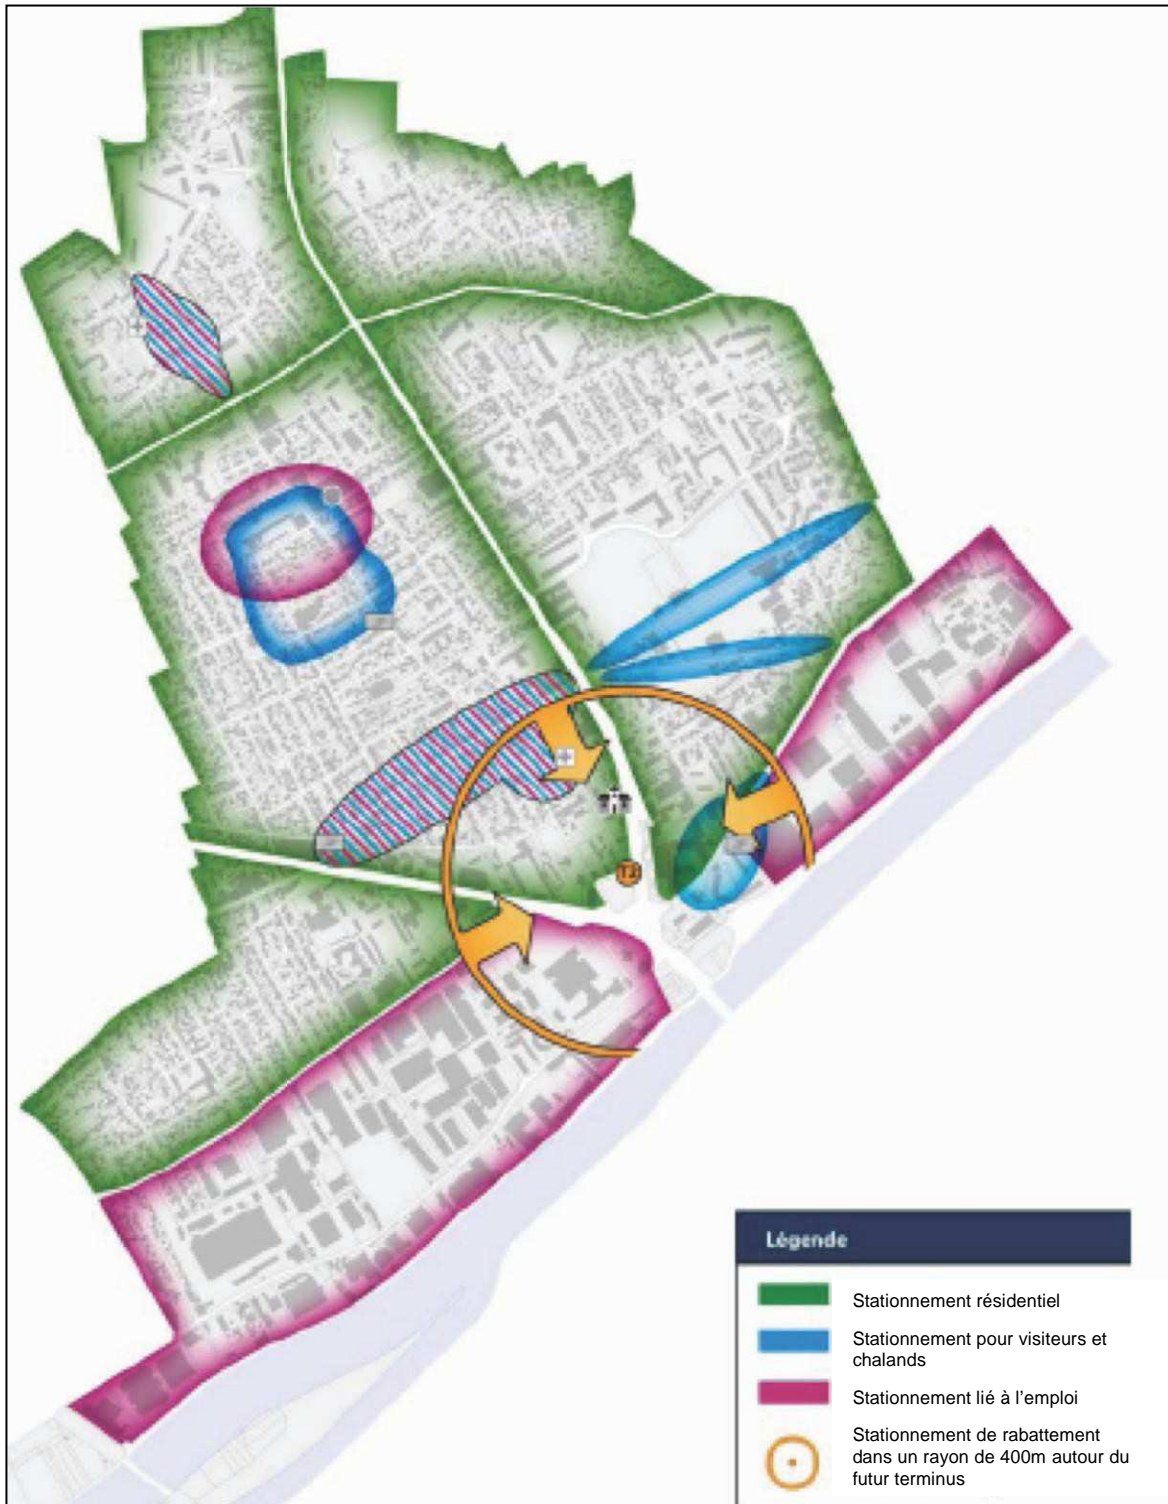 T2
Légende
Stationnement résidentiel
Stationnement pour visiteurs et
chalands
Stationnement lié à l'emploi
Stationnement de rabattement
dans un rayon de 400m autour du
futur terminus